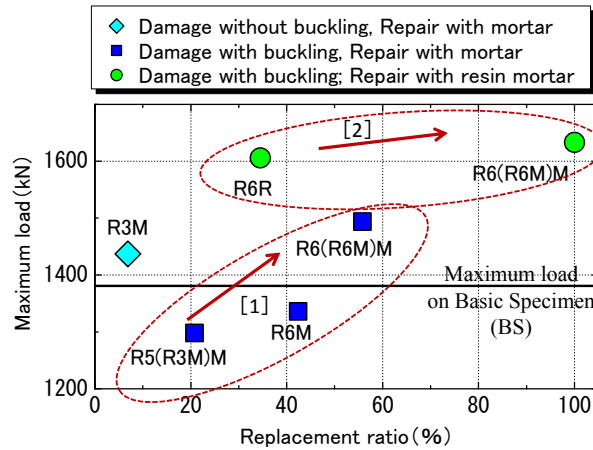 Damage without buckling, Repair with mortar
Damage with buckling, Repair with mortar
Damage with buckling; Repair with resin mortar
Maximum load(kN)
1600
1400
1200
[2]
R6R
R6(R6M)M
R3M
R6(R6M)M
Maximum load
on Basic Specimen
(BS)
[1]
R6M
R5(R3M)M
0
20
40
60
80
100
Replacement ratio(%)